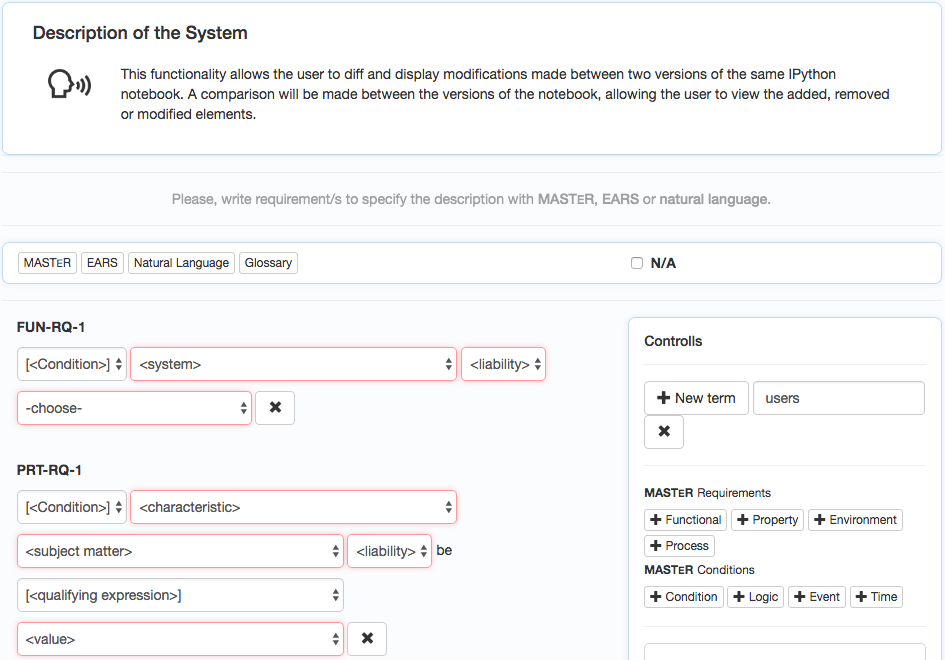 Description of the System
This functionality allows the user to diff and display modifications made between two versions of the same IPython
notebook. A comparison will be made between the versions of the notebook, allowing the user to view the added, removed
or modified elements.
Please, write requirement/s to specify the description with MASTER, EARS or natural language.
MASTER EARS Natural Language Glossary N/A
FUN-RQ-1
[<Condition>] <system> <liability>
-choose-
PRT-RQ-1
[<Condition>] <characteristic>
<subject matter> <liability> be
[<qualifying expression>]
<value>
Controlls
New term users
MASTER Requirements
Functional Property Environment
Process
MASTER Conditions
Condition Logic Event Time